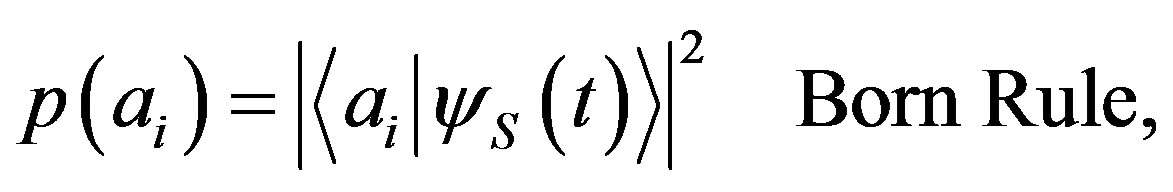 p(a_i) = |⟨a_i|ψ_S(t)⟩|² Born Rule,